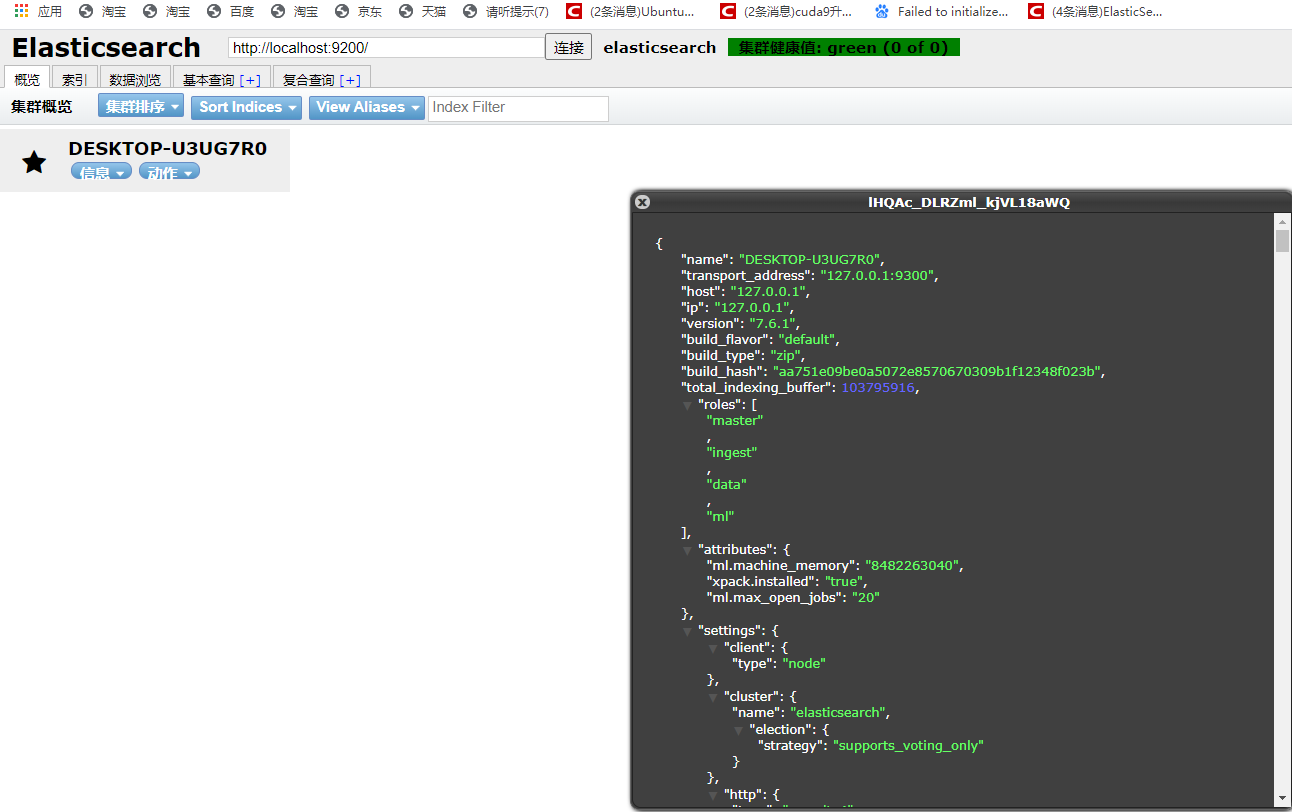 应用 淘宝 淘宝 百度 淘宝 京东 天猫 请听提示(7) (2条消息)Ubuntu... (2条消息)cuda9升... Failed to initialize... (4条消息)ElasticSe...
Elasticsearch http://localhost:9200/ 连接 elasticsearch 集群健康值: green (0 of 0)
概览 索引 数据浏览 基本查询 [+] 复合查询 [+]
集群概览 集群排序 Sort Indices View Aliases Index Filter
DESKTOP-U3UG7R0
信息 动作
lHQAc_DLRZml_kjVL18aWQ
{
"name": "DESKTOP-U3UG7R0",
"transport_address": "127.0.0.1:9300",
"host": "127.0.0.1",
"ip": "127.0.0.1",
"version": "7.6.1",
"build_flavor": "default",
"build_type": "zip",
"build_hash": "aa751e09be0a5072e8570670309b1f12348f023b",
"total_indexing_buffer": 103795916,
"roles": [
"master"
,
"ingest"
,
"data"
,
"ml"
],
"attributes": {
"ml.machine_memory": "8482263040",
"xpack.installed": "true",
"ml.max_open_jobs": "20"
},
"settings": {
"client": {
"type": "node"
},
"cluster": {
"name": "elasticsearch",
"election": {
"strategy": "supports_voting_only"
}
},
"http": {